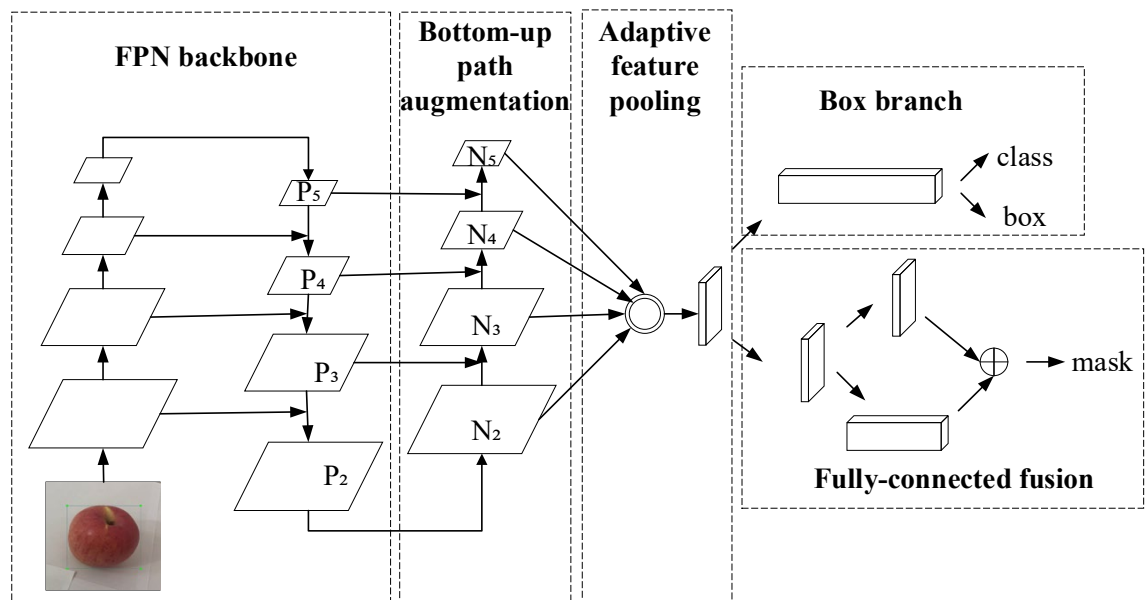 FPN backbone
Bottom-up
path
augmentation
Adaptive
feature
pooling
Box branch
class
box
P₅
P₄
P₃
P₂
N₅
N₄
N₃
N₂
mask
Fully-connected fusion